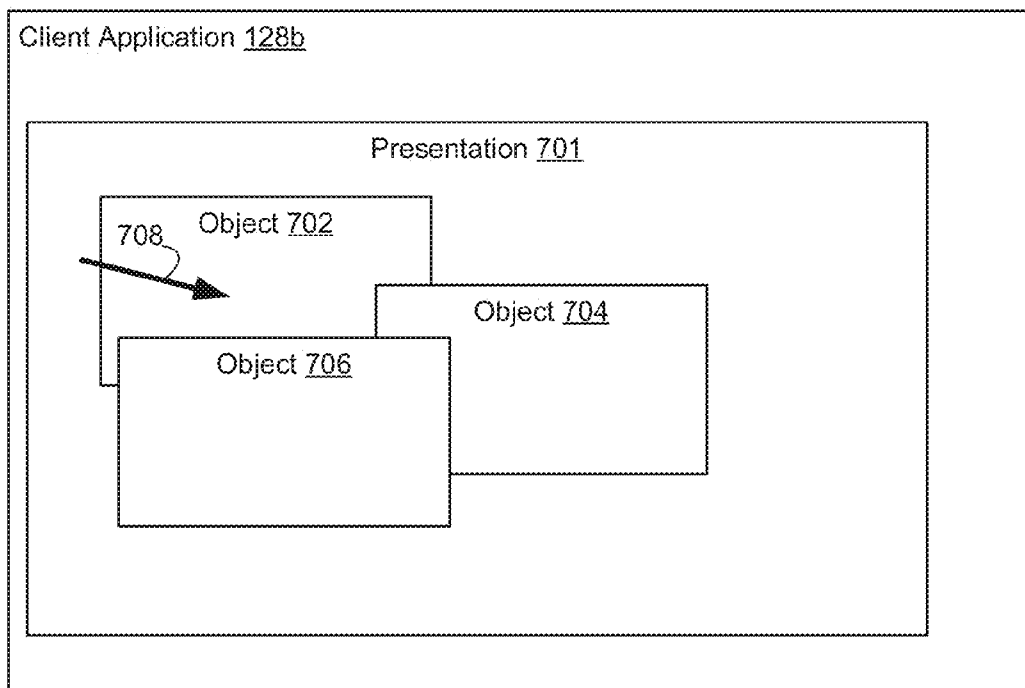 Client Application 128b
Presentation 701
Object 702
708
Object 704
Object 706